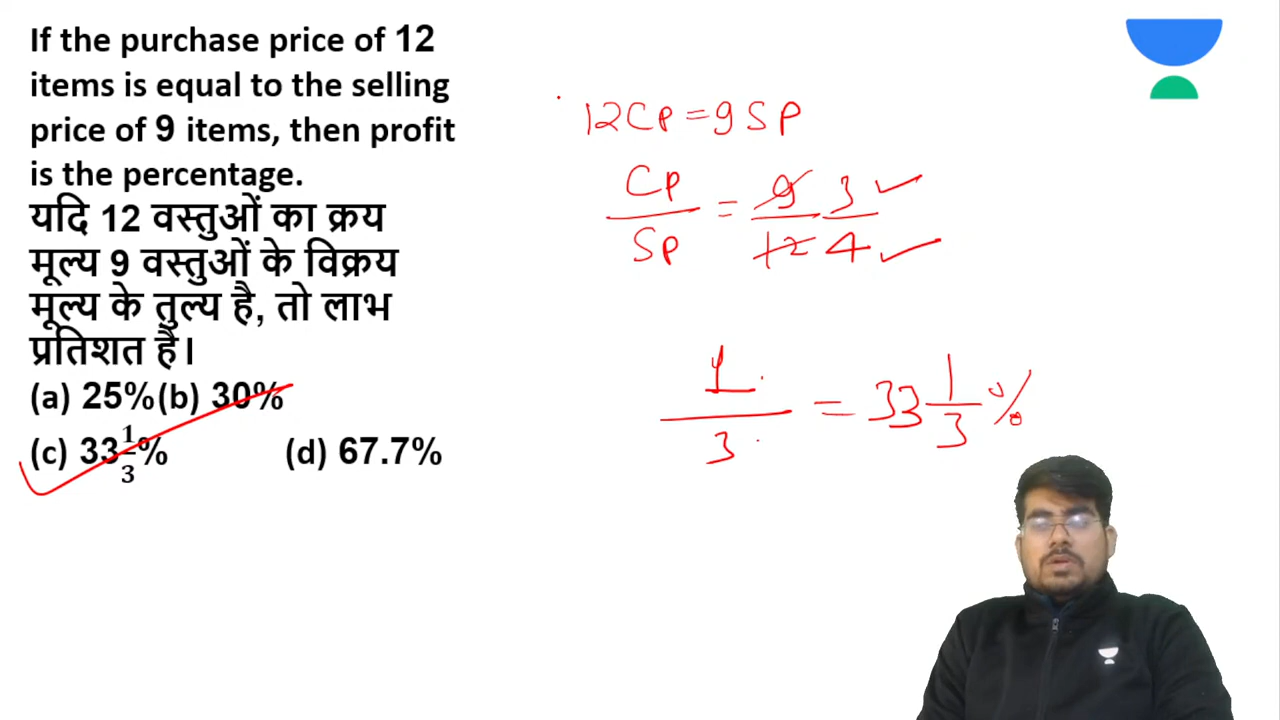 If the purchase price of 12
items is equal to the selling
price of 9 items, then profit
is the percentage.
यदि 12 वस्तुओं का क्रय
मूल्य 9 वस्तुओं के विक्रय
मूल्य के तुल्य है, तो लाभ
प्रतिशत है।
(a) 25%(b) 30%
(c) 33 1/3% (d) 67.7%
12CP=9SP
CP/SP = 9/12 3/4
1/3 = 33 1/3 %